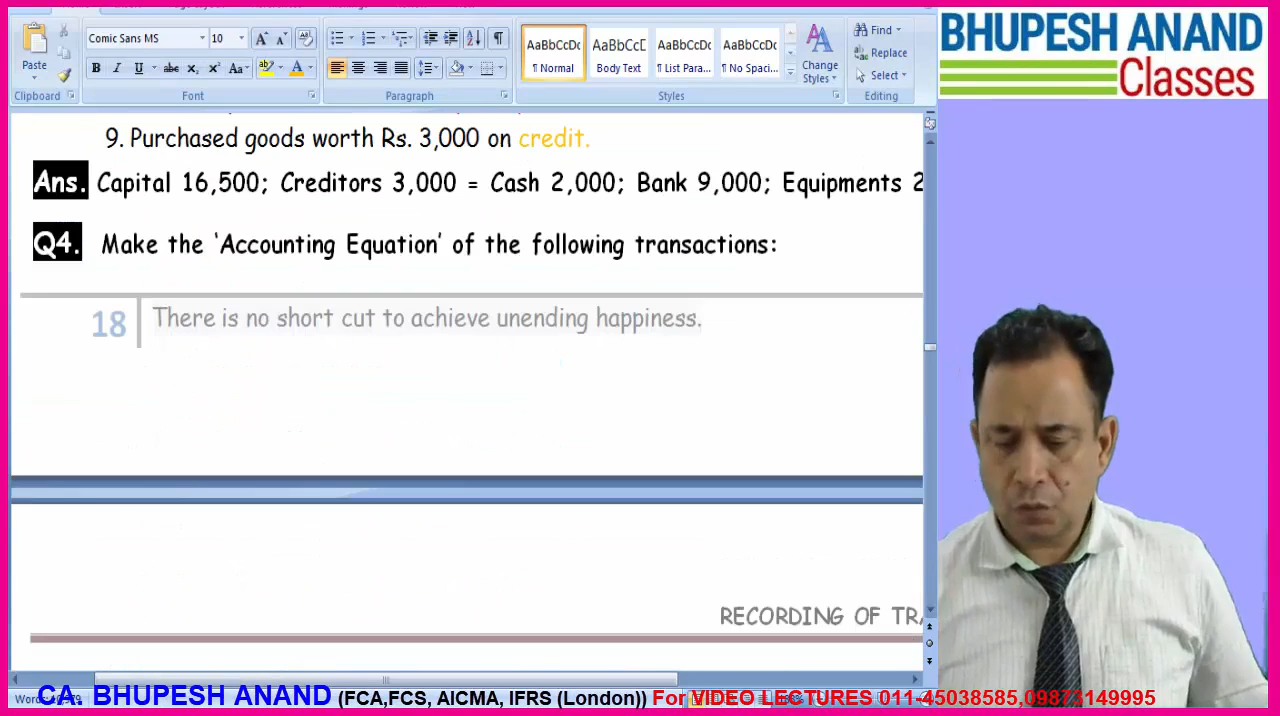 Paste
Clipboard
Comic Sans MS
10
Font
Paragraph
AaBbCcDc
¶ Normal
AaBbCcD
Body Text
AaBbCcDc
¶ List Para...
AaBbCcDc
¶ No Spaci...
Change
Styles
Styles
Find
Replace
Select
Editing
BHUPESH ANAND
Classes
9. Purchased goods worth Rs. 3,000 on credit.
Ans. Capital 16,500; Creditors 3,000 = Cash 2,000; Bank 9,000; Equipments 2
Q4. Make the 'Accounting Equation' of the following transactions:
18 There is no short cut to achieve unending happiness.
RECORDING OF TRA
CA. BHUPESH ANAND (FCA,FCS, AICMA, IFRS (London)) For VIDEO LECTURES 011-45038585,09873149995